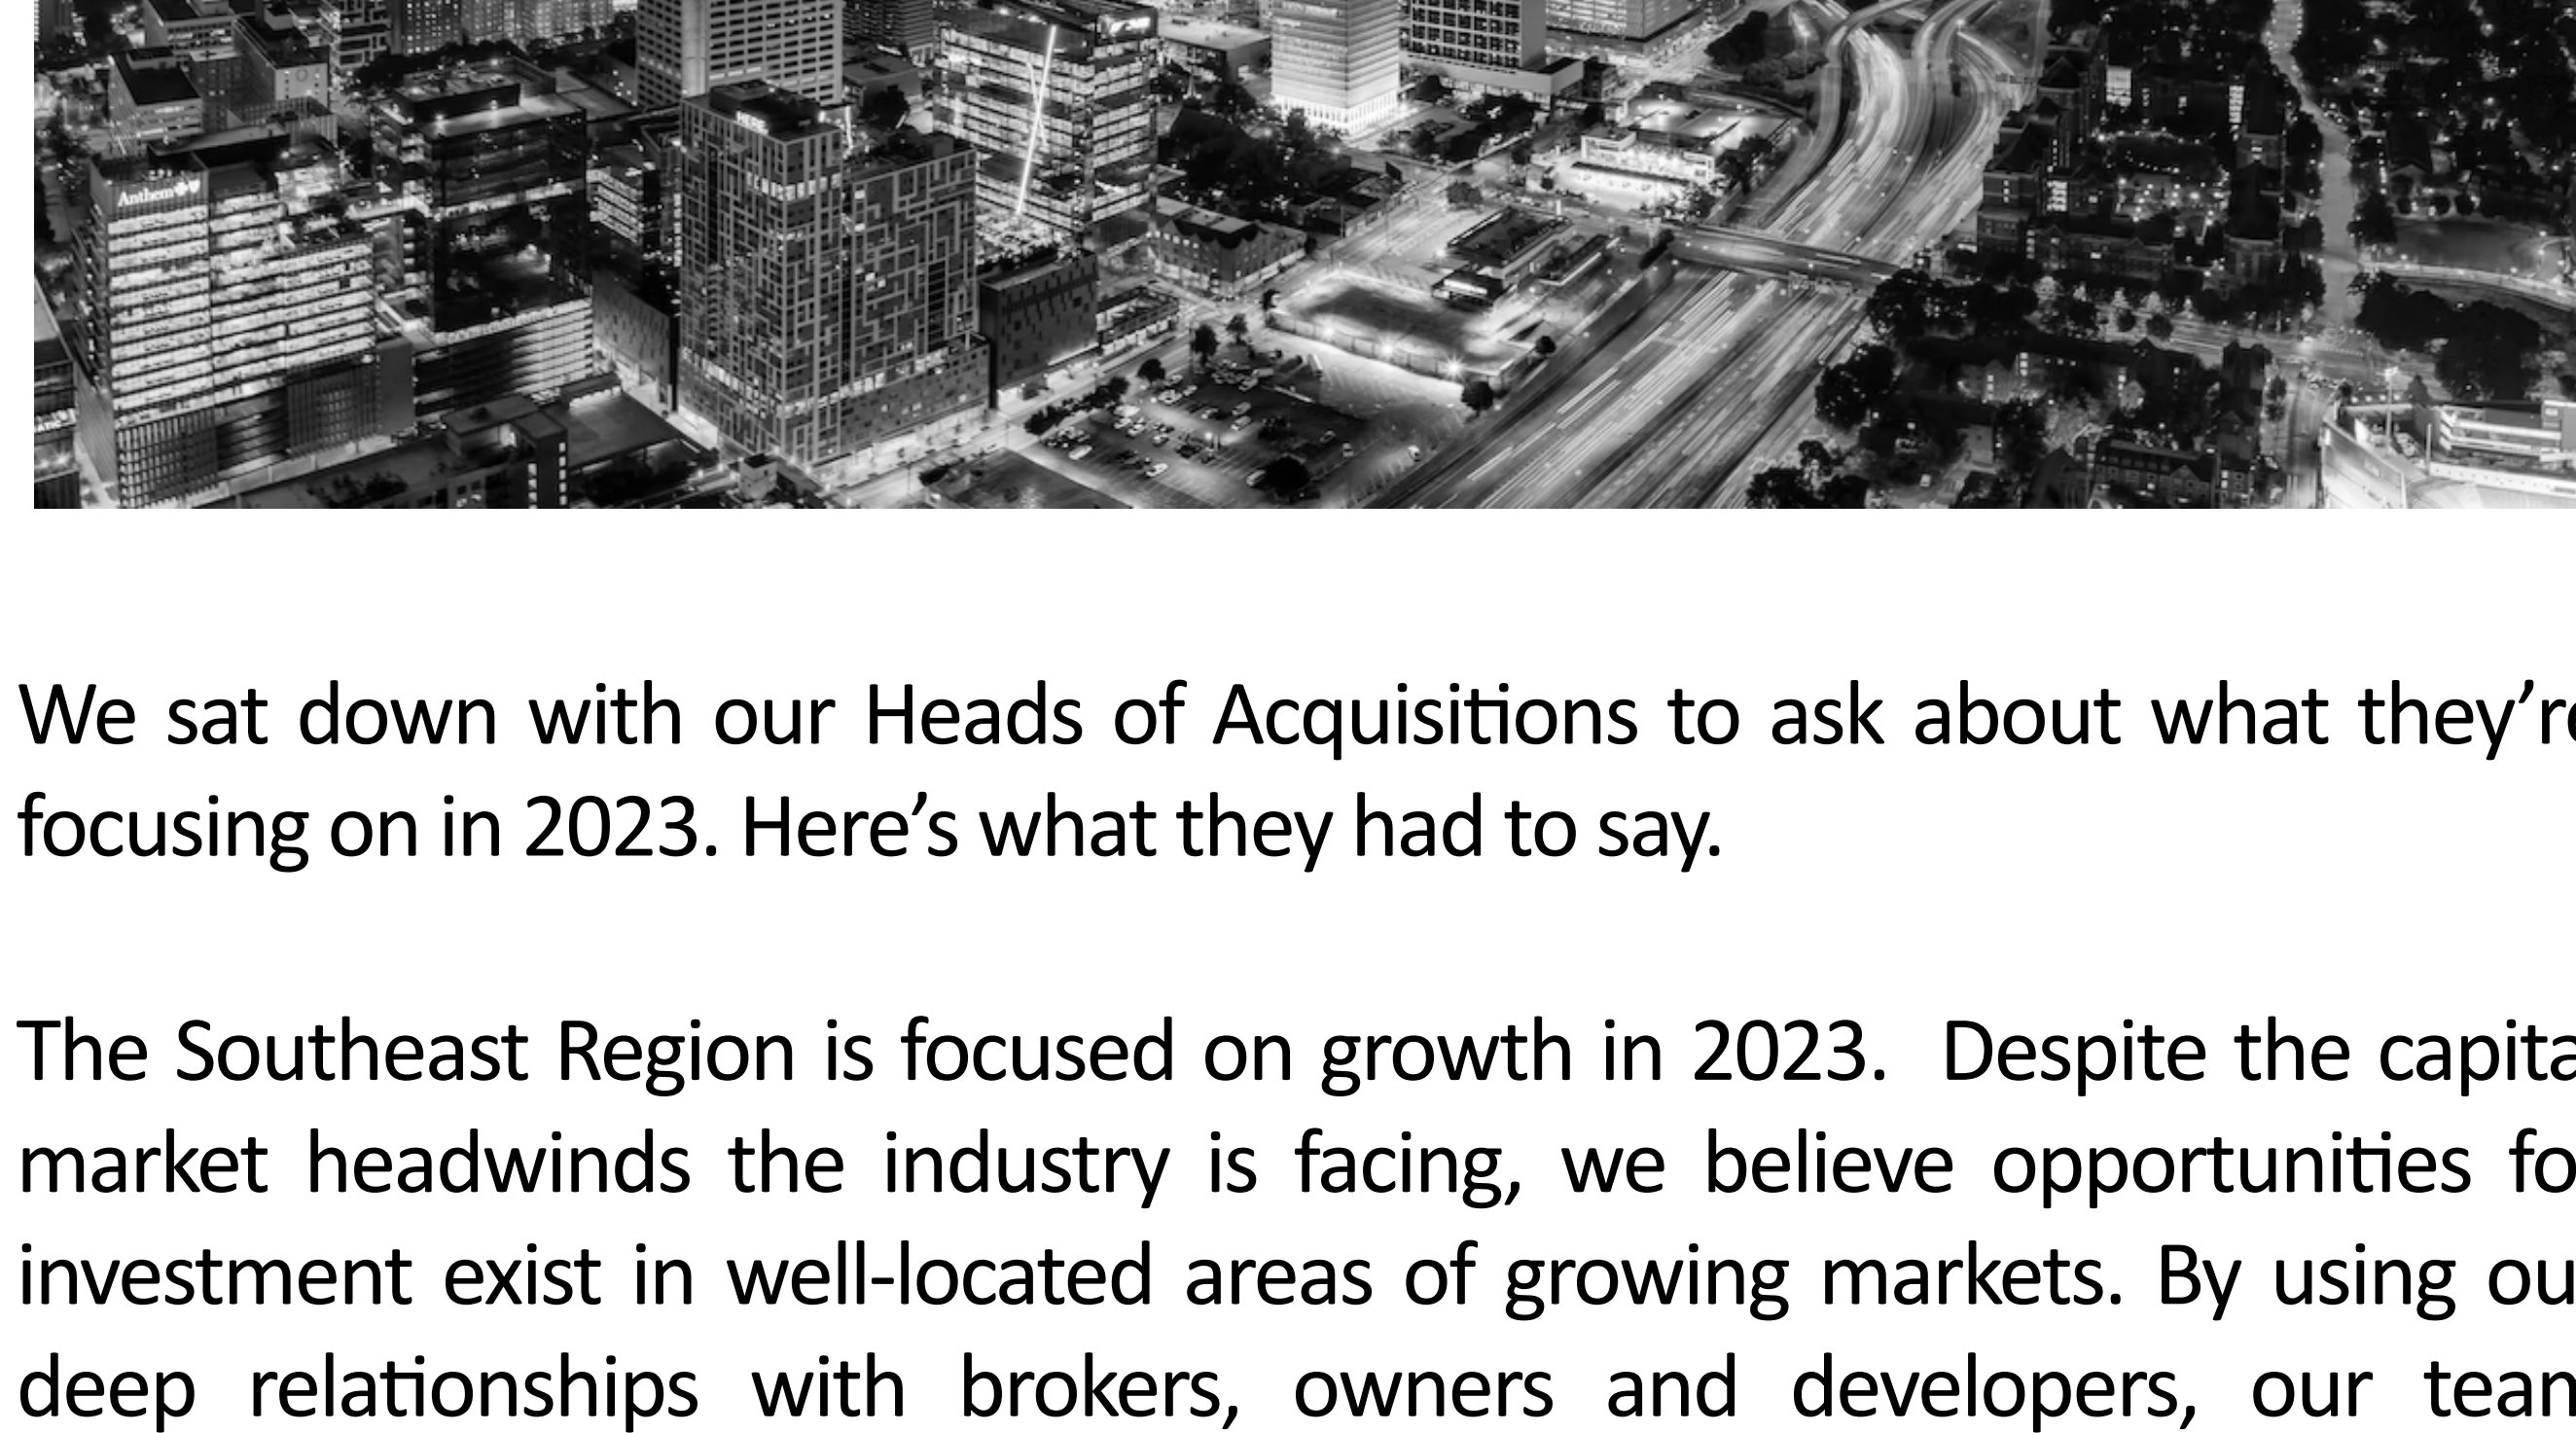 Anthem
We sat down with our Heads of Acquisitions to ask about what they’re
focusing on in 2023. Here’s what they had to say.
The Southeast Region is focused on growth in 2023.  Despite the capita
market headwinds the industry is facing, we believe opportunities fo
investment exist in well-located areas of growing markets. By using ou
deep relationships with brokers, owners and developers, our team